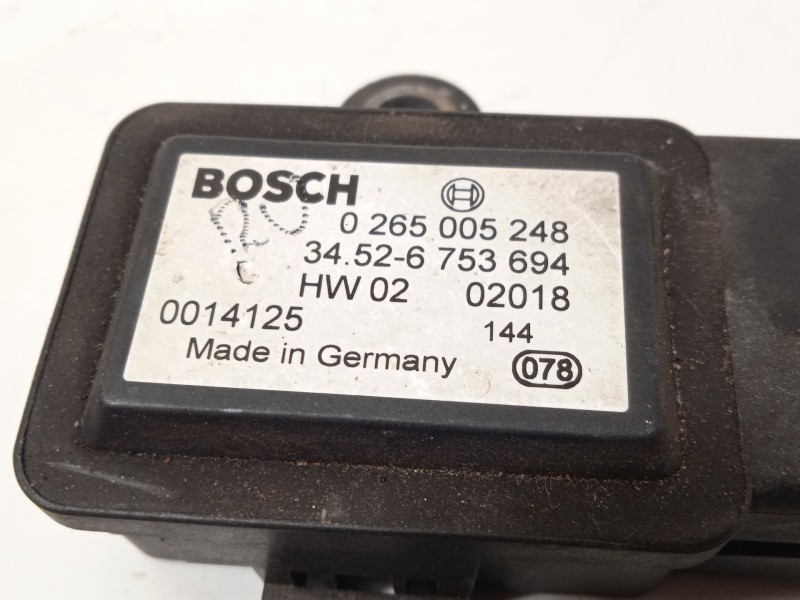 BOSCH
0 265 005 248
34.52-6 753 694
HW 02 02018
0014125 144
Made in Germany 078